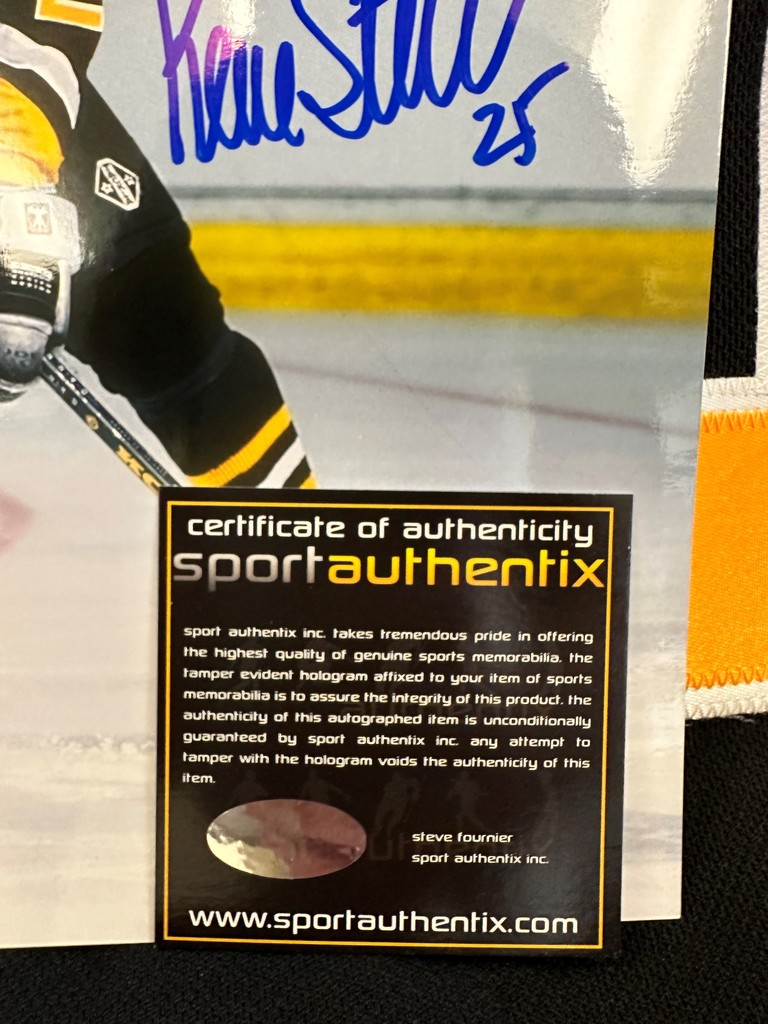 25
certificate of authenticity
sportauthentix
sport authentix inc. takes tremendous pride in offering
the highest quality of genuine sports memorabilia. the
tamper evident hologram affixed to your item of sports
memorabilia is to assure the integrity of this product. the
authenticity of this autographed item is unconditionally
guaranteed by sport authentix inc. any attempt to
tamper with the hologram voids the authenticity of this
item.
steve fournier
sport authentix inc.
www.sportauthentix.com